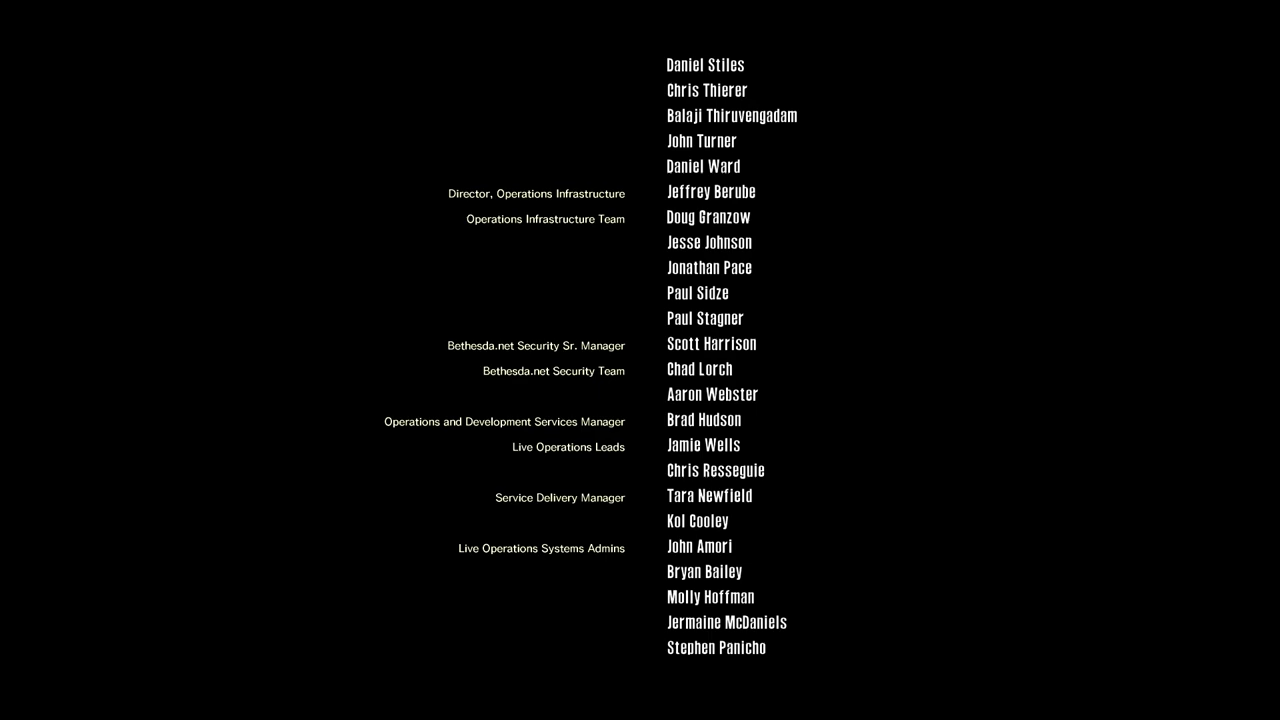 Daniel Stiles
Chris Thierer
Balaji Thiruvengadam
John Turner
Daniel Ward
Director, Operations Infrastructure Jeffrey Berube
Operations Infrastructure Team Doug Granzow
Jesse Johnson
Jonathan Pace
Paul Sidze
Paul Stagner
Bethesda.net Security Sr. Manager Scott Harrison
Bethesda.net Security Team Chad Lorch
Aaron Webster
Operations and Development Services Manager Brad Hudson
Live Operations Leads Jamie Wells
Chris Resseguie
Service Delivery Manager Tara Newfield
Kol Cooley
Live Operations Systems Admins John Amori
Bryan Bailey
Molly Hoffman
Jermaine McDaniels
Stephen Panicho